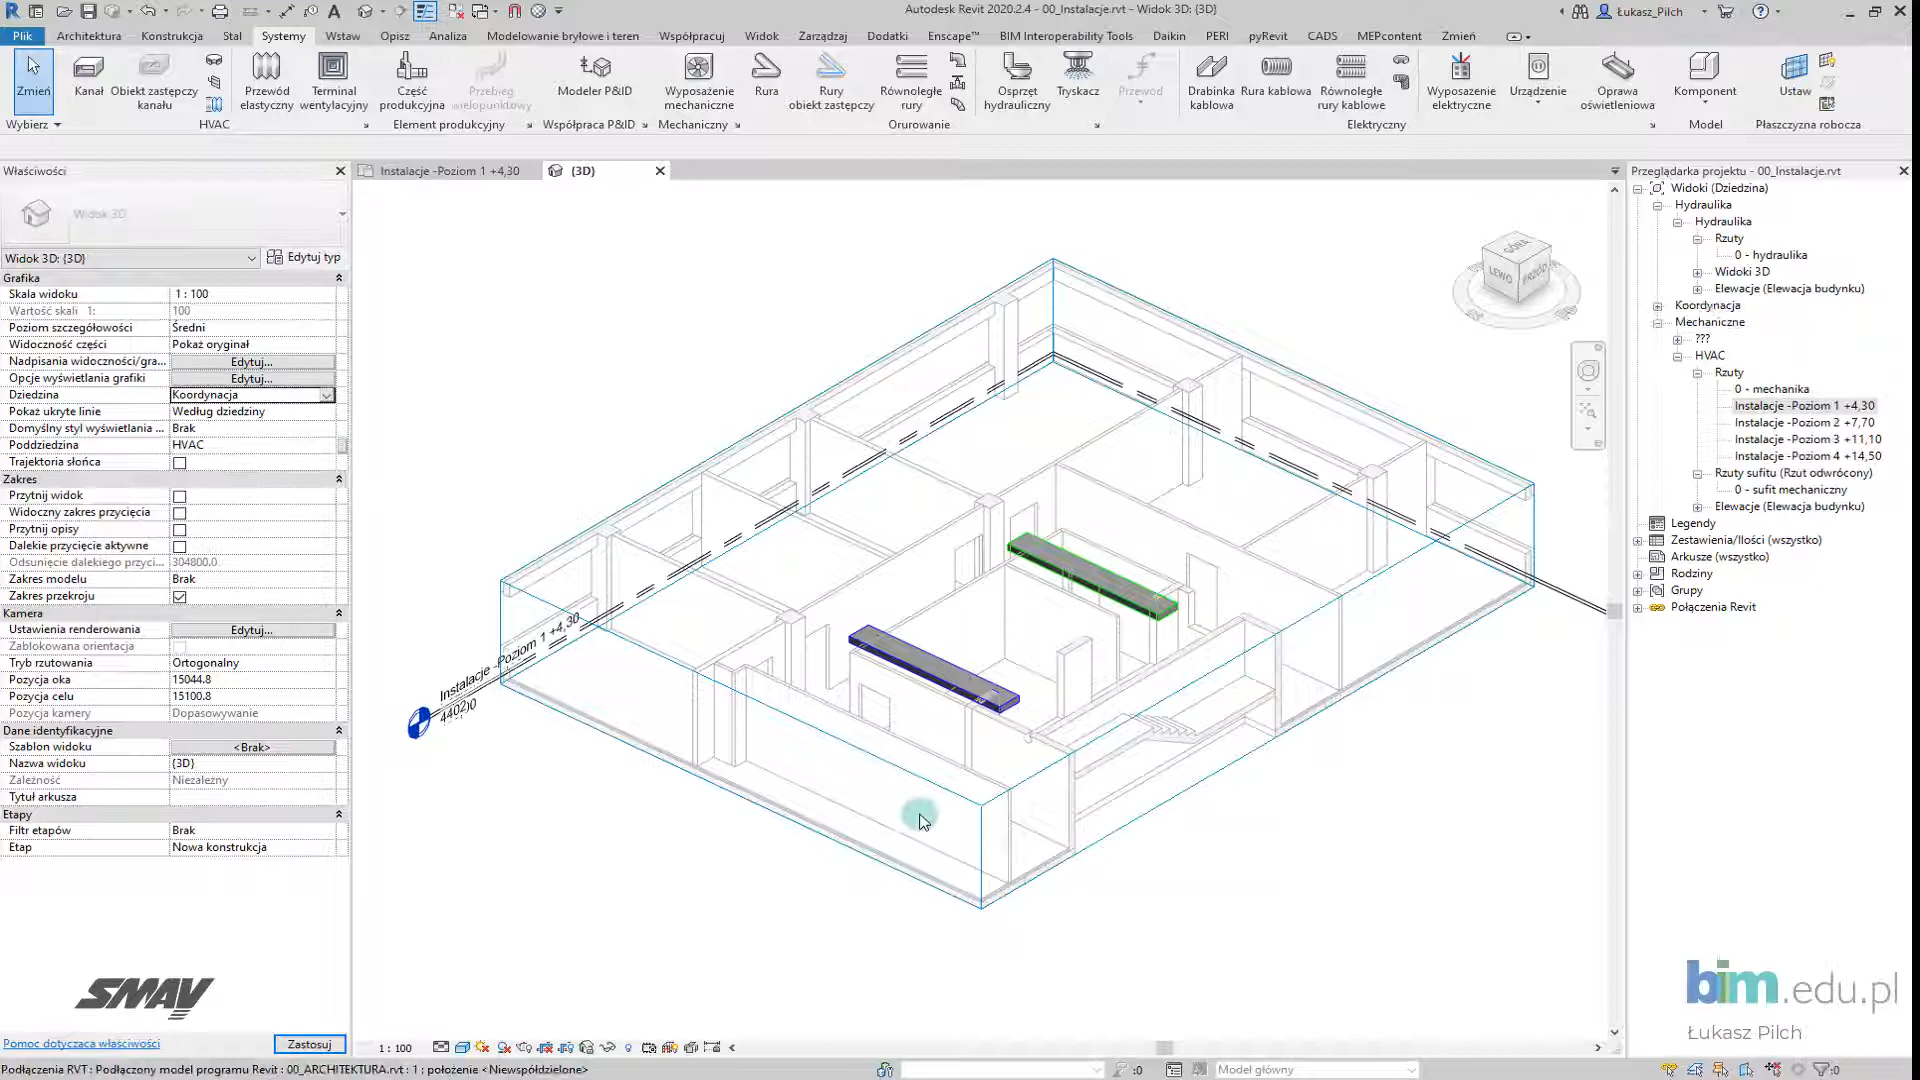 Autodesk Revit 2020.2.4 - 00_Instalacje.rvt - Widok 3D: {3D}
Łukasz_Pilch
Plik Architektura Konstrukcja Stal Systemy Wstaw Opisz Analiza Modelowanie bryłowe i teren Współpracuj Widok Zarządzaj Dodatki Enscape™ BIM Interoperability Tools Daikin PERI pyRevit CADS MEPcontent Zmień
Zmień
Kanał
Obiekt zastępczy kanału
Przewód elastyczny
Terminal wentylacyjny
Część produkcyjna
Przebieg wielopunktowy
Modeler P&ID
Wyposażenie mechaniczne
Rura
Rury obiekt zastępczy
Równoległe rury
Osprzęt hydrauliczny
Tryskacz
Przewod
Drabinka kablowa
Rura kablowa
Równoległe rury kablowe
Wyposażenie elektryczne
Urządzenie
Oprawa oświetleniowa
Komponent
Ustaw
Wybierz HVAC Element produkcyjny Współpraca P&ID Mechaniczny Orurowanie Elektryczny Model Płaszczyzna robocza
Właściwości
Widok 3D
Widok 3D: {3D} Edytuj typ
Grafika
Skala widoku 1 : 100
Wartość skali 1: 100
Poziom szczegółowości Średni
Widoczność części Pokaż oryginał
Nadpisania widoczności/gra... Edytuj...
Opcje wyświetlania grafiki Edytuj...
Dziedzina Koordynacja
Pokaż ukryte linie Według dziedziny
Domyślny styl wyświetlania ... Brak
Poddziedzina HVAC
Trajektoria słońca
Zakres
Przytnij widok
Widoczny zakres przycięcia
Przytnij opisy
Dalekie przycięcie aktywne
Odsunięcie dalekiego przyci... 304800.0
Zakres modelu Brak
Zakres przekroju
Kamera
Ustawienia renderowania Edytuj...
Zablokowana orientacja
Tryb rzutowania Ortogonalny
Pozycja oka 15044.8
Pozycja celu 15100.8
Pozycja kamery Dopasowywanie
Dane identyfikacyjne
Szablon widoku <Brak>
Nazwa widoku {3D}
Zależność Niezależny
Tytuł arkusza
Etapy
Filtr etapów Brak
Etap Nowa konstrukcja
SMAY
Pomoc dotycząca właściwości Zastosuj
Instalacje -Poziom 1 +4,30 {3D}
GÓRA
LEWO PRZÓD
Instalacje -Poziom 1 +4,30
1 : 100
Przeglądarka projektu - 00_Instalacje.rvt
Widoki (Dziedzina)
Hydraulika
Hydraulika
Rzuty
0 - hydraulika
Widoki 3D
Elewacje (Elewacja budynku)
Koordynacja
Mechaniczne
???
HVAC
Rzuty
0 - mechanika
Instalacje -Poziom 1 +4,30
Instalacje -Poziom 2 +7,70
Instalacje -Poziom 3 +11,10
Instalacje -Poziom 4 +14,50
Rzuty sufitu (Rzut odwrócony)
0 - sufit mechaniczny
Elewacje (Elewacja budynku)
Legendy
Zestawienia/Ilości (wszystko)
Arkusze (wszystko)
Rodziny
Grupy
Połączenia Revit
bim.edu.pl
Łukasz Pilch
Podłączenia RVT : Podłączony model programu Revit : 00_ARCHITEKTURA.rvt : 1 ; położenie <Niewspółdzielone>
:0
Model główny
:0